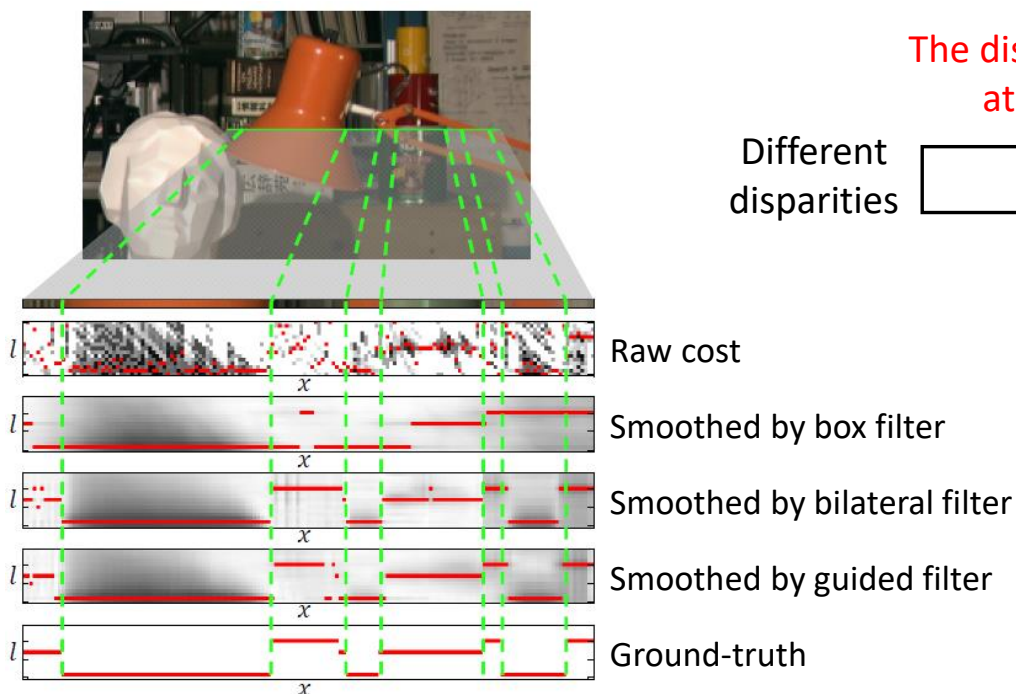 The dis
at
Different
disparities
l
x
Raw cost
l
x
Smoothed by box filter
l
x
Smoothed by bilateral filter
l
x
Smoothed by guided filter
l
x
Ground-truth